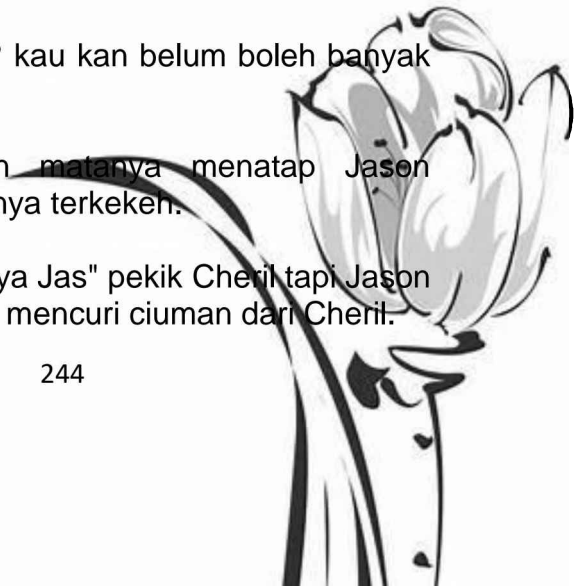 kau kan belum boleh banyak
matanya menatap Jason
nya terkekeh.
ya Jas" pekik Cheril tapi Jason
mencuri ciuman dari Cheril.
244